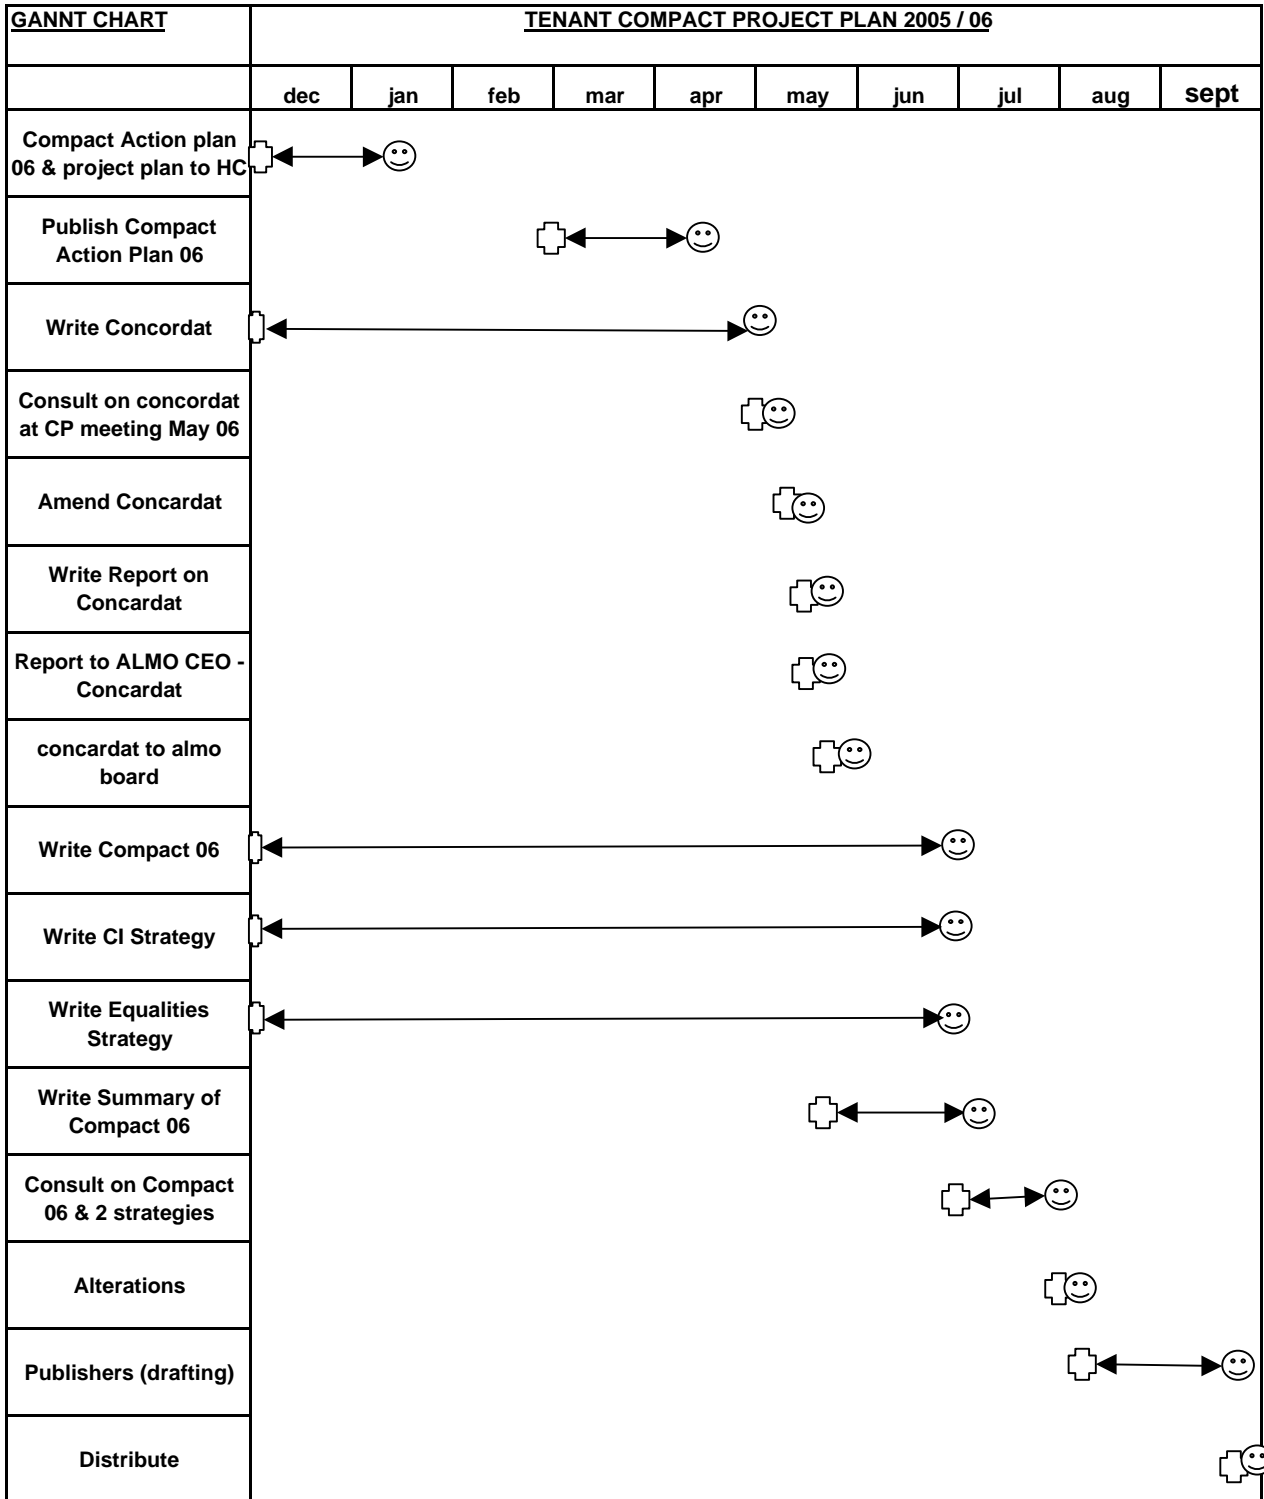 GANNT CHART
TENANT COMPACT PROJECT PLAN 2005 / 06
dec jan feb mar apr may jun jul aug sept
Compact Action plan
06 & project plan to HC
Publish Compact
Action Plan 06
Write Concordat
Consult on concordat
at CP meeting May 06
Amend Concardat
Write Report on
Concardat
Report to ALMO CEO -
Concardat
concardat to almo
board
Write Compact 06
Write CI Strategy
Write Equalities
Strategy
Write Summary of
Compact 06
Consult on Compact
06 & 2 strategies
Alterations
Publishers (drafting)
Distribute